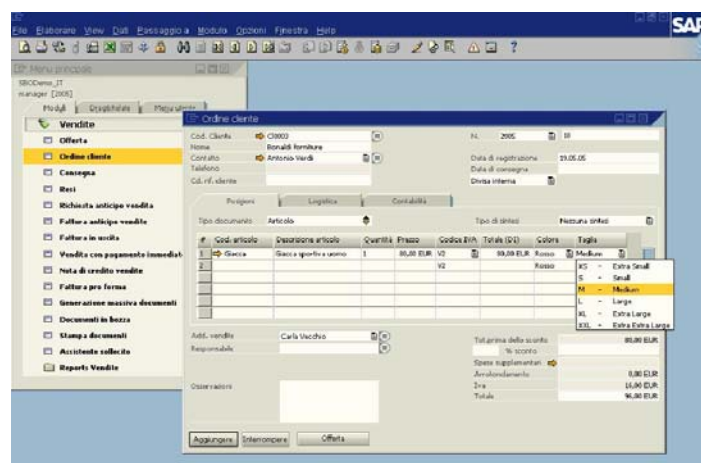 SAP
File Elaborare View Dati Passaggio a Modulo Opzioni Finestra Help
Menu principale
SBODemo_IT
manager [2005]
Moduli Drag&Relate Menu utente
Vendite
Offerta
Ordine cliente
Consegna
Resi
Richiesta anticipo vendita
Fattura anticipo vendite
Fattura in uscita
Vendita con pagamento immediat
Nota di credito vendite
Fattura pro forma
Generazione massiva documenti
Documenti in bozza
Stampa documenti
Assistente sollecito
Reports Vendite
Ordine cliente
Cod. Cliente C0003 N. 2005
Nome Bonaldi forniture
Contatto Antonio Verdi Data di registrazione 19.05.05
Telefono Data di consegna
Cd. rif. cliente Divisa interna
Posizioni Logistica Contabilità
Tipo documento Articolo Tipo di sintesi Nessuna sintesi
# Cod. articolo Descrizione articolo Quantità Prezzo Codice IVA Totale (DI) Colore Taglia
1 Giacca Giacca sportiva uomo 1 80,00 EUR V2 80,00 EUR Rosso Medium
2 V2 Rosso
XS - Extra Small
S - Small
M - Medium
L - Large
XL - Extra Large
XXL - Extra Extra Large
Add. vendite Carla Vecchio Tot.prima dello sconto 80,00 EUR
Responsabile % sconto
Spese supplementari
Arrotondamento 0,00 EUR
Osservazioni Iva 16,00 EUR
Totale 96,00 EUR
Aggiungere Interrompere Offerta